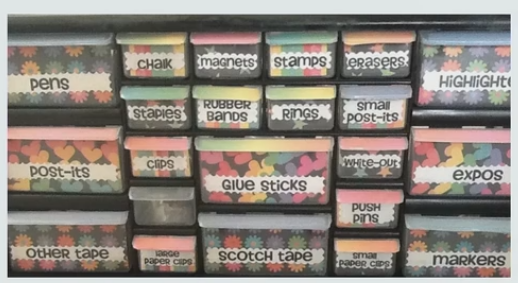 PENS
CHALK
MAGNETS
STAMPS
ERASERS
HIGHLIGHT
STAPLES
RUBBER
BANDS
RINGS
SMALL
POST-ITS
POST-ITS
CLIPS
GLUE STICKS
WHITE-OUT
EXPOS
PUSH
PINS
OTHER TAPE
LARGE
PAPER CLIPS
SCOTCH TAPE
SMALL
PAPER CLIPS
MARKERS